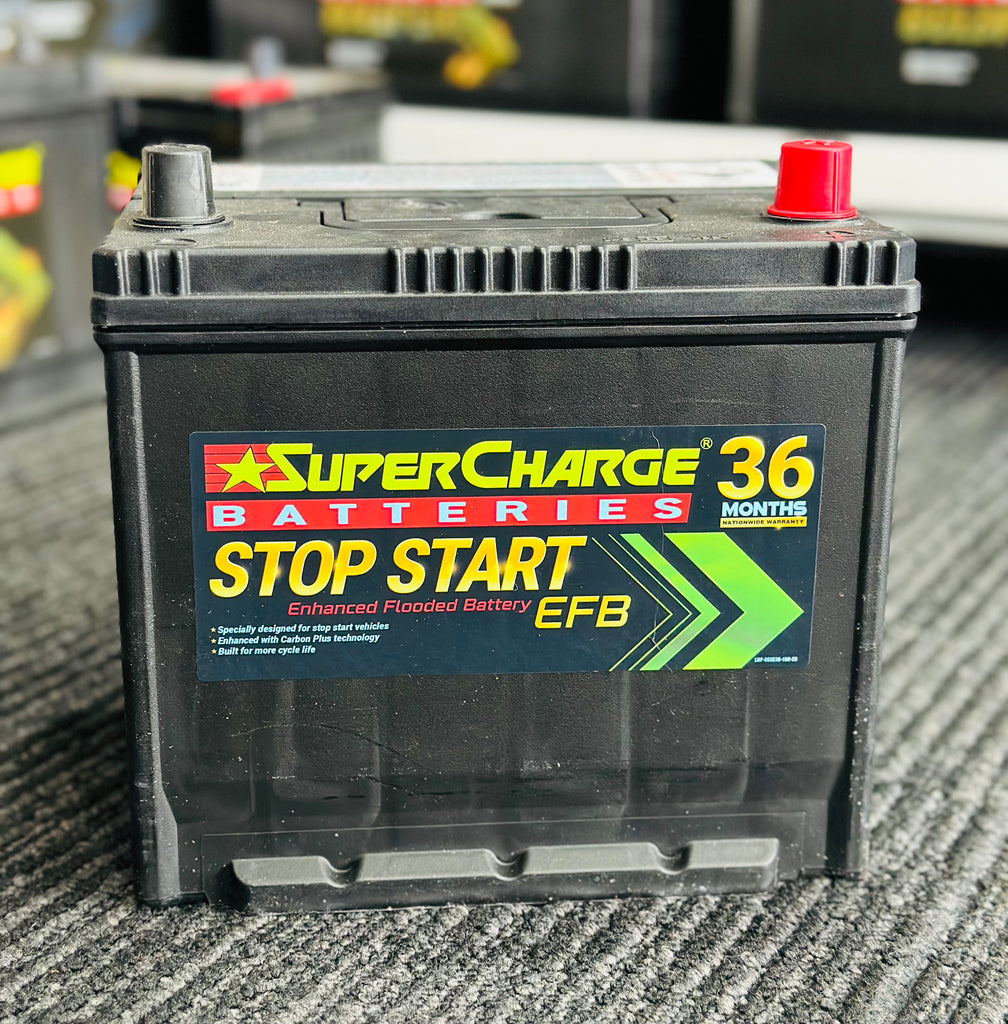 SUPERCHARGE®
BATTERIES
36
MONTHS
NATIONWIDE WARRANTY
STOP START
Enhanced Flooded Battery
EFB
Specially designed for stop start vehicles
Enhanced with Carbon Plus technology
Built for more cycle life